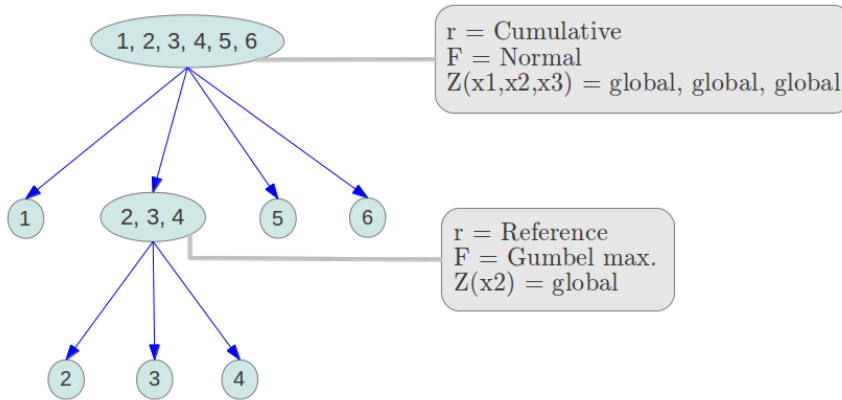 1, 2, 3, 4, 5, 6
r = Cumulative
F = Normal
Z(x1,x2,x3) = global, global, global
1
2, 3, 4
5
6
r = Reference
F = Gumbel max.
Z(x2) = global
2
3
4